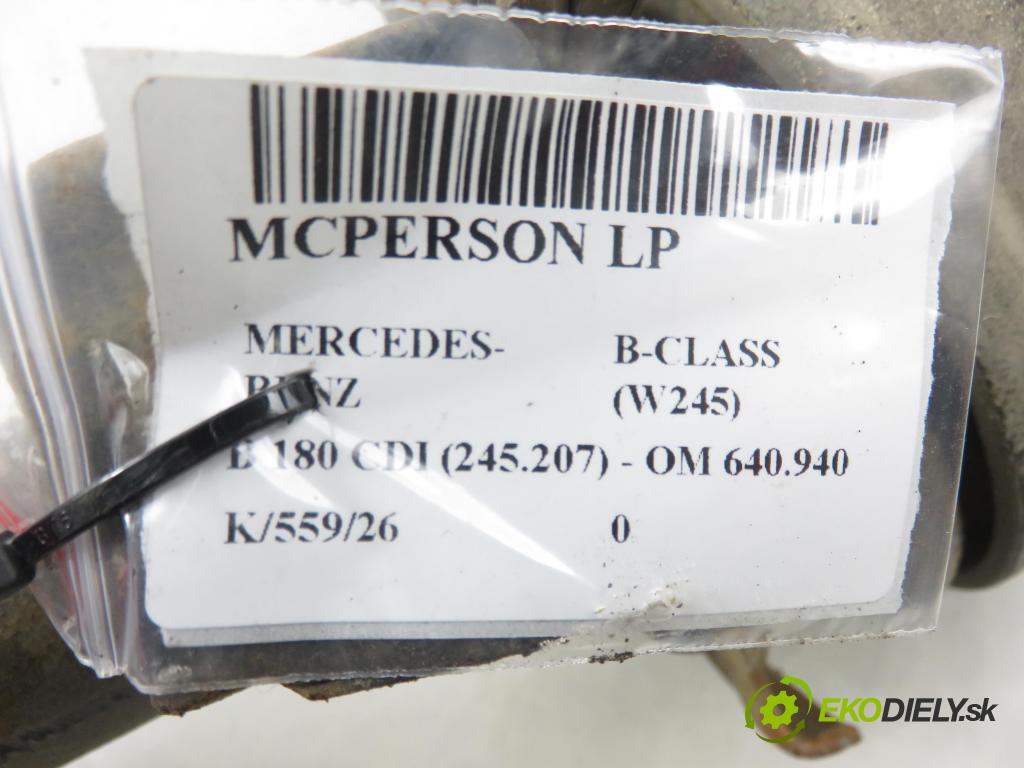 MCPERSON LP
MERCEDES- B-CLASS
(W245)
180 CDI (245.207) - OM 640.940
K/559/26 0
EKODIELY.sk